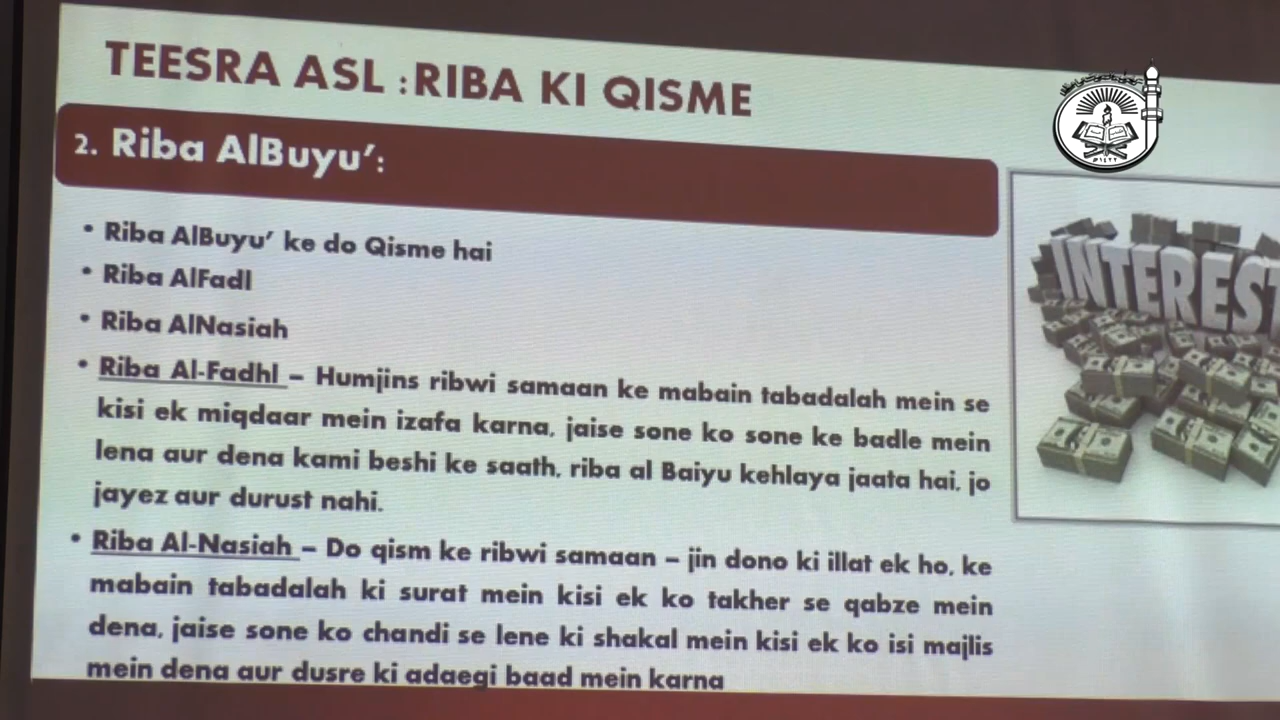 TEESRA ASL :RIBA KI QISME
2. Riba AlBuyu’:
• Riba AlBuyu’ ke do Qisme hai
• Riba AlFadl
• Riba AlNasiah
• Riba Al-Fadhl – Humjins ribwi samaan ke mabain tabadalah mein se
kisi ek miqdaar mein izafa karna, jaise sone ko sone ke badle mein
lena aur dena kami beshi ke saath, riba al Baiyu kehlaya jaata hai, jo
jayez aur durust nahi.
• Riba Al-Nasiah – Do qism ke ribwi samaan – jin dono ki illat ek ho, ke
mabain tabadalah ki surat mein kisi ek ko takher se qabze mein
dena, jaise sone ko chandi se lene ki shakal mein kisi ek ko isi majlis
mein dena aur dusre ki adaegi baad mein karna
INTEREST